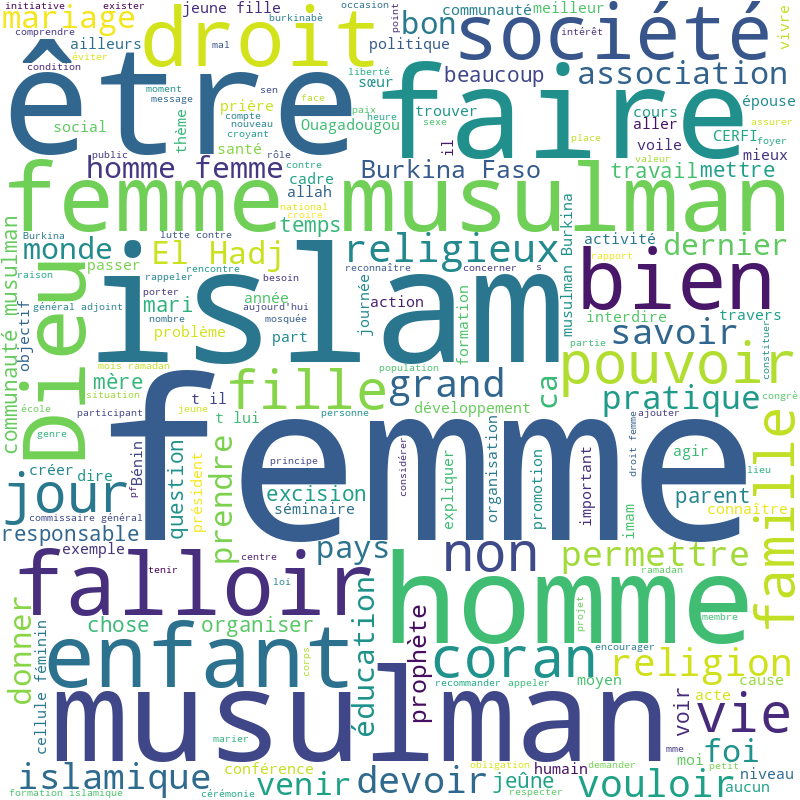 initiative exister
mariage
jeune fille
burkinabè
occasion
communauté
meilleur
droit
bon
société
vivre
comprendre
mal
point
intérêt
ailleurs
éviter
politique
condition
être
moment
sen
liberté
sœur
beaucoup
association
message
prière
face
paix
trouver
faire
cours
épouse
compte
heure
nouveau
Ouagadougou
sexe
aller
CERFI
assurer
social
thème
croyant
santé
il
place
foyer
voile
mieux
public
rôle
contre
homme femme
cadre
Burkina Faso
valeur
travail
mettre
allah
femme musulman
national
croire
temps
Burkina
lutte contre
monde
El Hadj
religieux
activité
dernier
communauté musulman
raison
passer
rencontre
besoin
reconnaître
concerner
s
rapport
rappeler
islam
bien
Dieu
porter
année
aujourd'hui
journée
action
musulman Burkina
interdire
travers
objectif
général adjoint
mari
nombre
mosquée
problème
part
formation
savoir
partie
constituer
mois ramadan
population
pouvoir
mère
fille
grand
ca
situation
école
participant
jeune
t il
personne
développement
pratique
congrè
genre
t lui
femme
ajouter
droit femme
agir
famille
créer
dire
Bénin
pf
question
président
prendre
principe
considérer
expliquer
organisation
promotion
important
imam
lieu
jour
excision
parent
connaître
commissaire général
séminaire
responsable
exemple
pays
non
permettre
centre
tenir
loi
ramadan
falloir
homme
projet
membre
donner
chose
organiser
éducation
prophète
cellule féminin
enfant
corps
coran
encourager
religion
recommander appeler
moyen
cause
musulman
voir
acte
vie
marier
mme
moi
foi
islamique
conférence
obligation
humain
demander
petit
niveau
venir
devoir
jeûne
vouloir
aucun
formation islamique
cérémonie
respecter